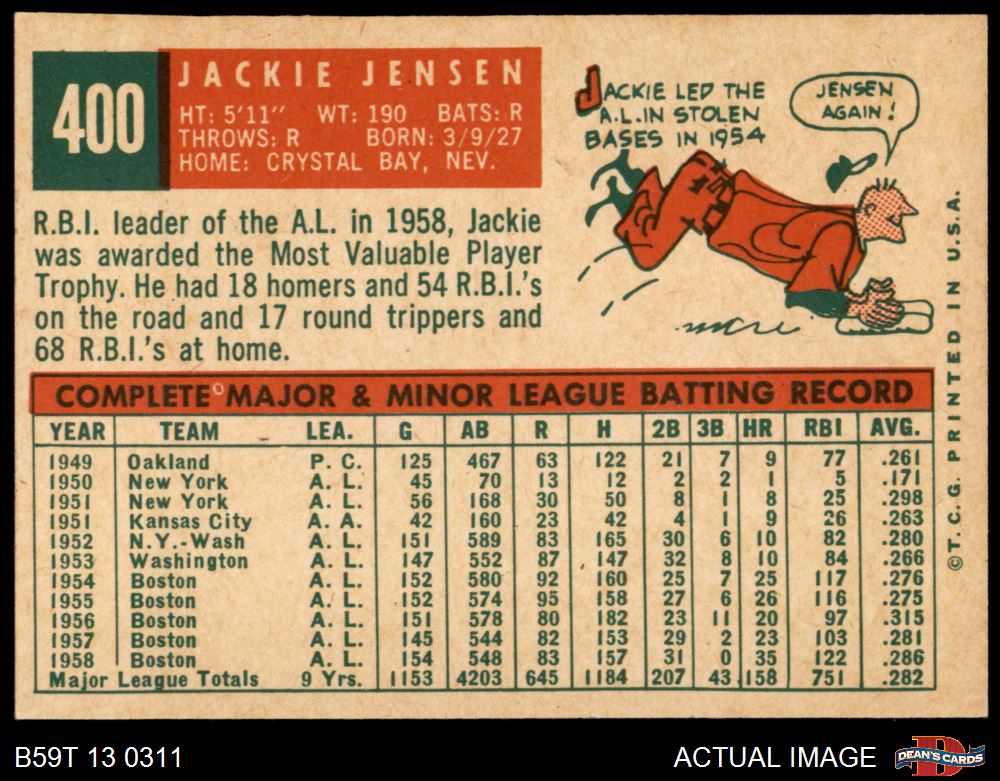 400
JACKIE JENSEN
HT: 5'11" WT: 190 BATS: R
THROWS: R BORN: 3/9/27
HOME: CRYSTAL BAY, NEV.
JACKIE LED THE
A.L. IN STOLEN
BASES IN 1954
JENSEN
AGAIN!
R.B.I. leader of the A.L. in 1958, Jackie
was awarded the Most Valuable Player
Trophy. He had 18 homers and 54 R.B.I.'s
on the road and 17 round trippers and
68 R.B.I.'s at home.
COMPLETE MAJOR & MINOR LEAGUE BATTING RECORD
YEAR TEAM LEA. G AB R H 2B 3B HR RBI AVG.
1949 Oakland P. C. 125 467 63 122 21 7 9 77 .261
1950 New York A. L. 45 70 13 12 2 2 1 5 .171
1951 New York A. L. 56 168 30 50 8 1 8 25 .298
1951 Kansas City A. A. 42 160 23 42 4 1 9 26 .263
1952 N.Y.-Wash A. L. 151 589 83 165 30 6 10 82 .280
1953 Washington A. L. 147 552 87 147 32 8 10 84 .266
1954 Boston A. L. 152 580 92 160 25 7 25 117 .276
1955 Boston A. L. 152 574 95 158 27 6 26 116 .275
1956 Boston A. L. 151 578 80 182 23 11 20 97 .315
1957 Boston A. L. 145 544 82 153 29 2 23 103 .281
1958 Boston A. L. 154 548 83 157 31 0 35 122 .286
Major League Totals 9 Yrs. 1153 4203 645 1184 207 43 158 751 .282
© T. C. G. PRINTED IN U.S.A.
B59T 13 0311
ACTUAL IMAGE
DEAN'S CARDS